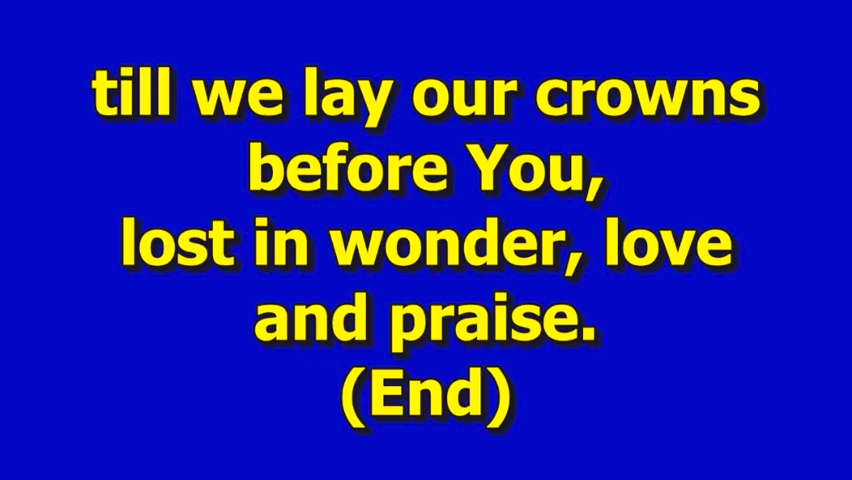 till we lay our crowns
before You,
lost in wonder, love
and praise.
(End)